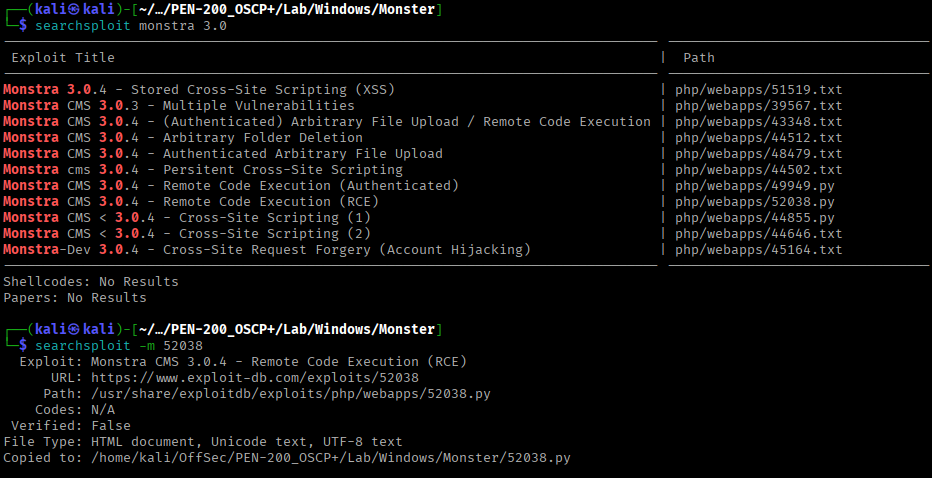 ┌──(kali㉿kali)-[~/…/PEN-200_OSCP+/Lab/Windows/Monster]
└─$ searchsploit monstra 3.0
Exploit Title | Path
Monstra 3.0.4 - Stored Cross-Site Scripting (XSS) | php/webapps/51519.txt
Monstra CMS 3.0.3 - Multiple Vulnerabilities | php/webapps/39567.txt
Monstra CMS 3.0.4 - (Authenticated) Arbitrary File Upload / Remote Code Execution | php/webapps/43348.txt
Monstra CMS 3.0.4 - Arbitrary Folder Deletion | php/webapps/44512.txt
Monstra CMS 3.0.4 - Authenticated Arbitrary File Upload | php/webapps/48479.txt
Monstra cms 3.0.4 - Persitent Cross-Site Scripting | php/webapps/44502.txt
Monstra CMS 3.0.4 - Remote Code Execution (Authenticated) | php/webapps/49949.py
Monstra CMS 3.0.4 - Remote Code Execution (RCE) | php/webapps/52038.py
Monstra CMS < 3.0.4 - Cross-Site Scripting (1) | php/webapps/44855.py
Monstra CMS < 3.0.4 - Cross-Site Scripting (2) | php/webapps/44646.txt
Monstra-Dev 3.0.4 - Cross-Site Request Forgery (Account Hijacking) | php/webapps/45164.txt
Shellcodes: No Results
Papers: No Results
┌──(kali㉿kali)-[~/…/PEN-200_OSCP+/Lab/Windows/Monster]
└─$ searchsploit -m 52038
Exploit: Monstra CMS 3.0.4 - Remote Code Execution (RCE)
URL: https://www.exploit-db.com/exploits/52038
Path: /usr/share/exploitdb/exploits/php/webapps/52038.py
Codes: N/A
Verified: False
File Type: HTML document, Unicode text, UTF-8 text
Copied to: /home/kali/OffSec/PEN-200_OSCP+/Lab/Windows/Monster/52038.py